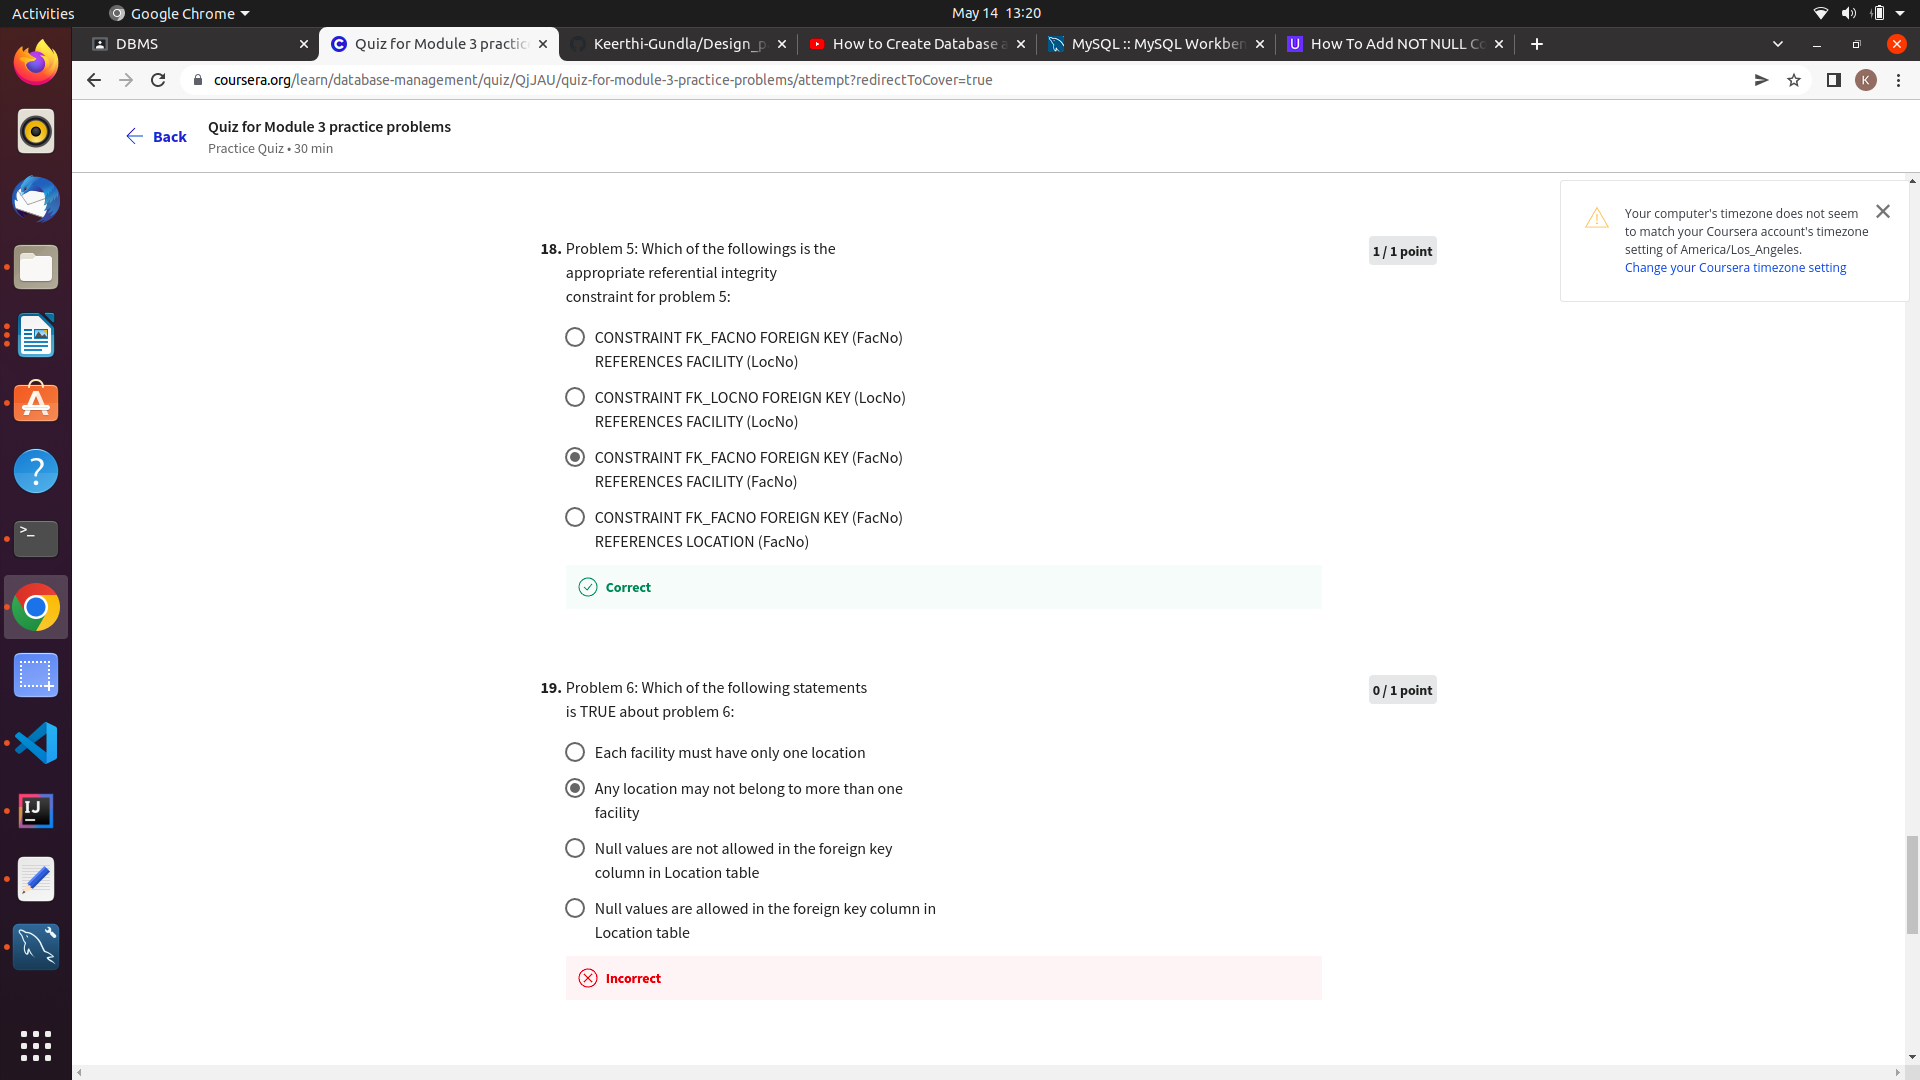 Activities
Google Chrome
May 14 13:20
DBMS
Quiz for Module 3 practic
Keerthi-Gundla/Design_p
How to Create Database a
MySQL :: MySQL Workben
How To Add NOT NULL Co
coursera.org/learn/database-management/quiz/QjJAU/quiz-for-module-3-practice-problems/attempt?redirectToCover=true
K
Back
Quiz for Module 3 practice problems
Practice Quiz • 30 min
Your computer's timezone does not seem
to match your Coursera account's timezone
setting of America/Los_Angeles.
Change your Coursera timezone setting
18. Problem 5: Which of the followings is the
appropriate referential integrity
constraint for problem 5:
1 / 1 point
CONSTRAINT FK_FACNO FOREIGN KEY (FacNo)
REFERENCES FACILITY (LocNo)
CONSTRAINT FK_LOCNO FOREIGN KEY (LocNo)
REFERENCES FACILITY (LocNo)
CONSTRAINT FK_FACNO FOREIGN KEY (FacNo)
REFERENCES FACILITY (FacNo)
CONSTRAINT FK_FACNO FOREIGN KEY (FacNo)
REFERENCES LOCATION (FacNo)
Correct
19. Problem 6: Which of the following statements
is TRUE about problem 6:
0 / 1 point
Each facility must have only one location
Any location may not belong to more than one
facility
Null values are not allowed in the foreign key
column in Location table
Null values are allowed in the foreign key column in
Location table
Incorrect